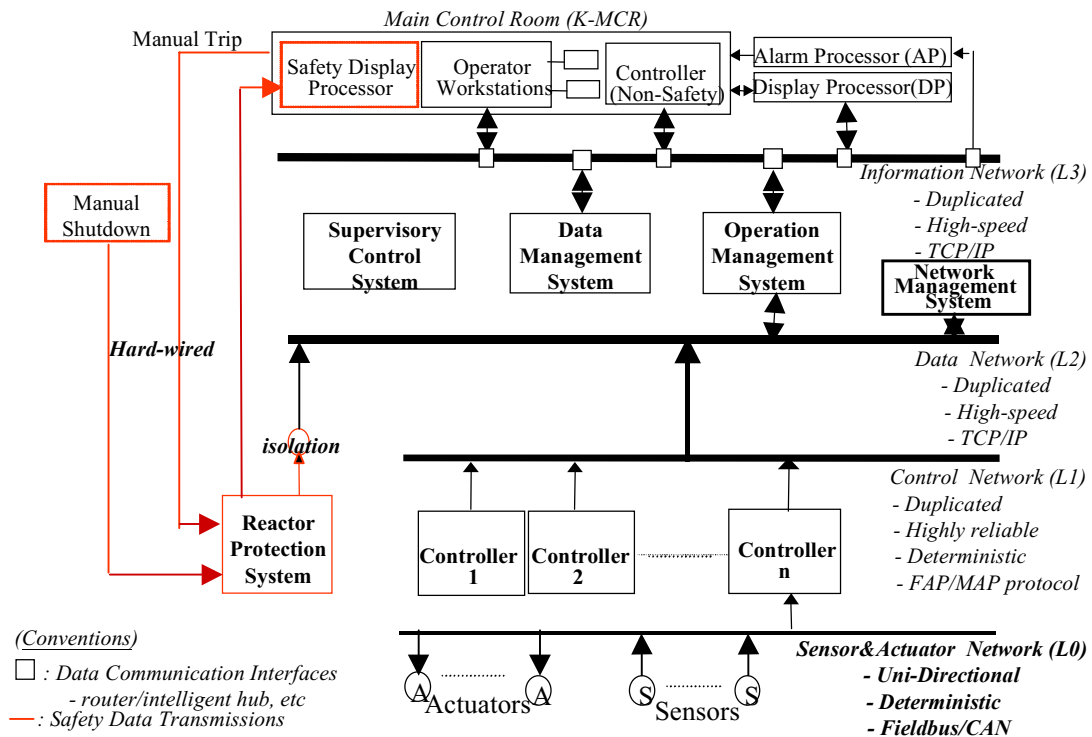 Main Control Room (K-MCR)
Manual Trip
Safety Display
Processor
Operator
Workstations
Controller
(Non-Safety)
Alarm Processor (AP)
Display Processor(DP)
Information Network (L3)
- Duplicated
- High-speed
- TCP/IP
Manual
Shutdown
Supervisory
Control
System
Data
Management
System
Operation
Management
System
Network
Management
System
Hard-wired
Data Network (L2)
- Duplicated
- High-speed
- TCP/IP
isolation
Control Network (L1)
- Duplicated
- Highly reliable
- Deterministic
- FAP/MAP protocol
Reactor
Protection
System
Controller
1
Controller
2
Controller
n
Sensor&Actuator Network (L0)
- Uni-Directional
- Deterministic
- Fieldbus/CAN
A
A
S
S
Actuators
Sensors
(Conventions)
: Data Communication Interfaces
- router/intelligent hub, etc
: Safety Data Transmissions